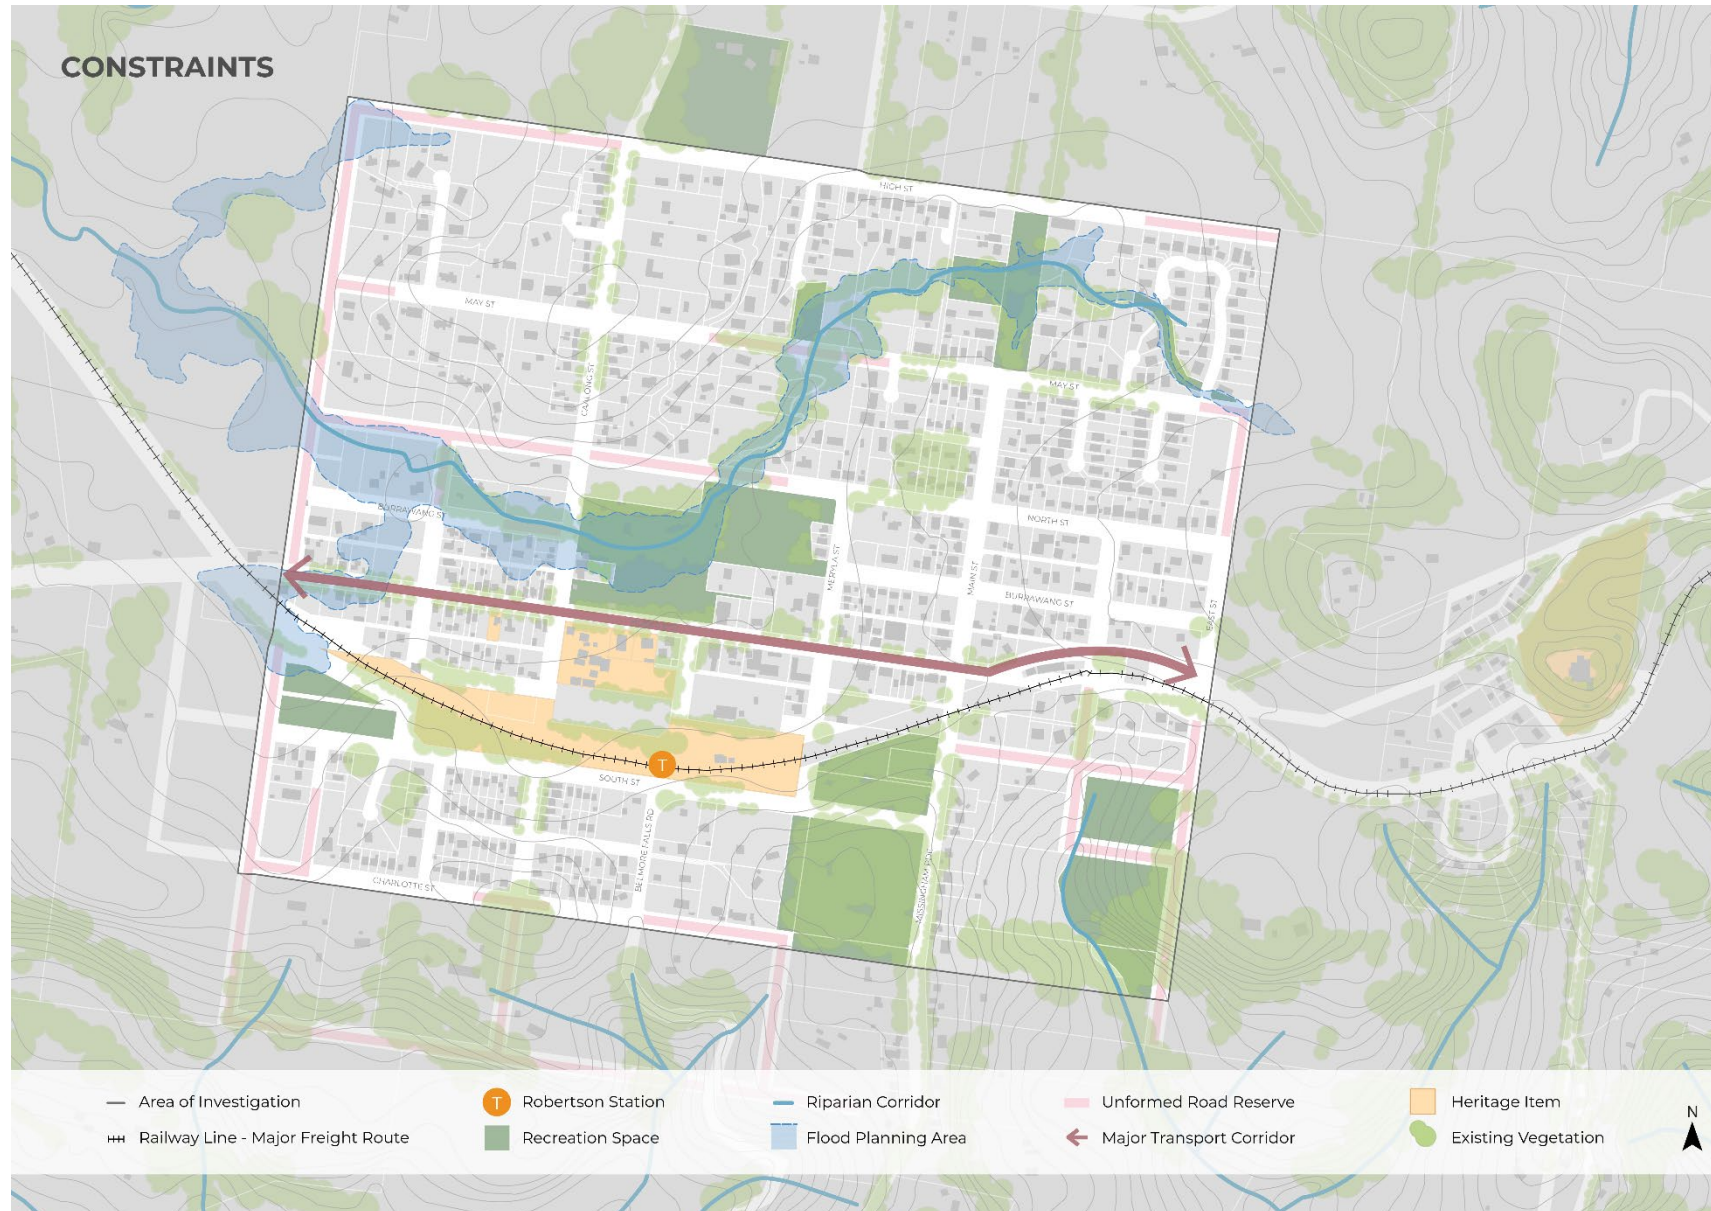 CONSTRAINTS
HIGH ST
MAY ST
CAALONG ST
MAY ST
BURRAWANG ST
NORTH ST
MERYLA ST
MAIN ST
BURRAWANG ST
EAST ST
T
SOUTH ST
BELMORE FALLS RD
MISSINGHAM PDE
CHARLOTTE ST
Area of Investigation
T Robertson Station
Riparian Corridor
Unformed Road Reserve
Heritage Item
Railway Line - Major Freight Route
Recreation Space
Flood Planning Area
Major Transport Corridor
Existing Vegetation
N